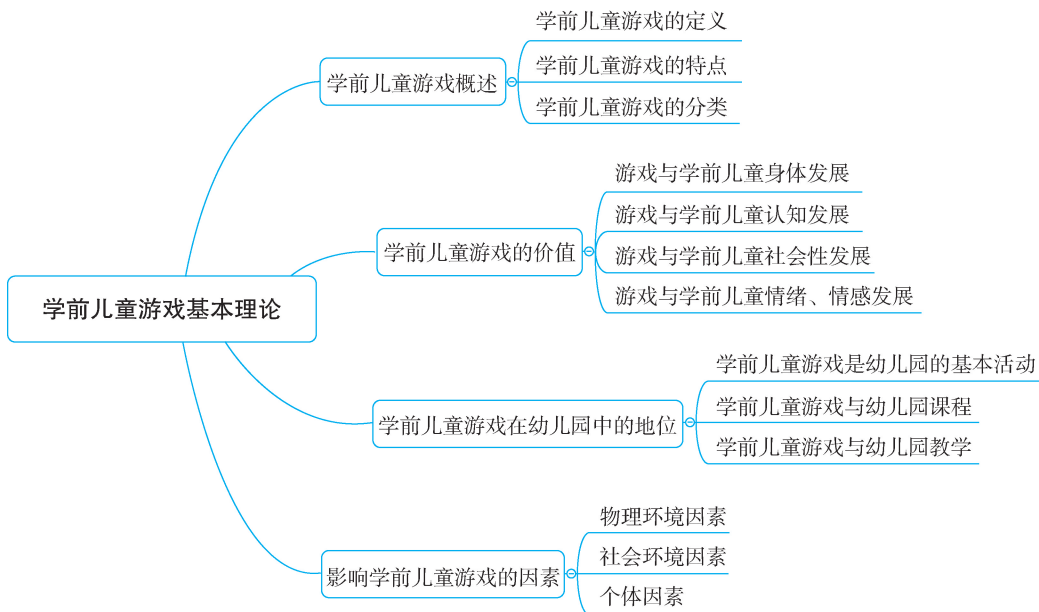 学前儿童游戏基本理论
学前儿童游戏概述
学前儿童游戏的定义
学前儿童游戏的特点
学前儿童游戏的分类
学前儿童游戏的价值
游戏与学前儿童身体发展
游戏与学前儿童认知发展
游戏与学前儿童社会性发展
游戏与学前儿童情绪、情感发展
学前儿童游戏在幼儿园中的地位
学前儿童游戏是幼儿园的基本活动
学前儿童游戏与幼儿园课程
学前儿童游戏与幼儿园教学
影响学前儿童游戏的因素
物理环境因素
社会环境因素
个体因素